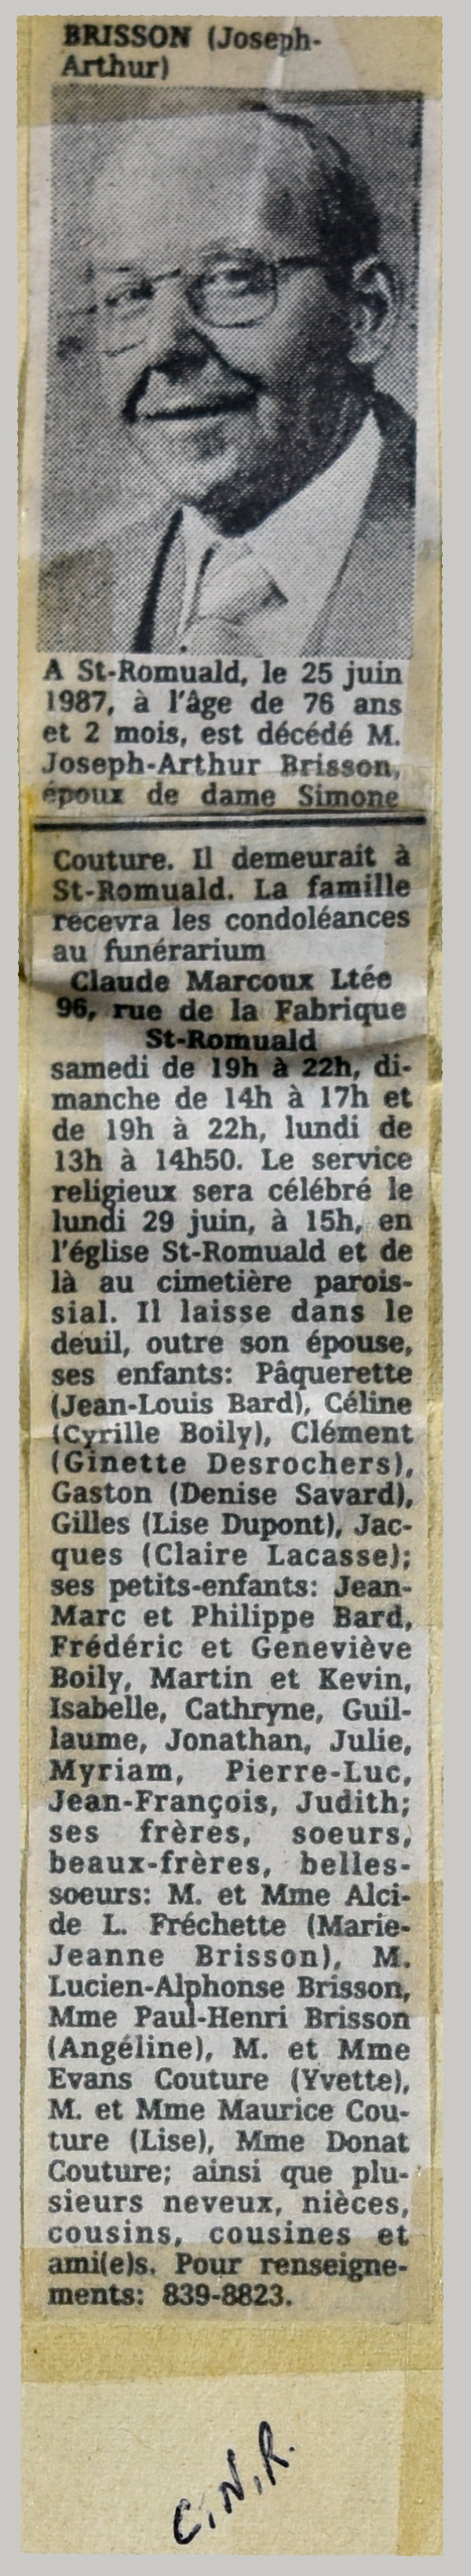 BRISSON (Joseph-
Arthur)
A St-Romuald, le 25 juin
1987, à l'âge de 76 ans
et 2 mois, est décédé M.
Joseph-Arthur Brisson,
époux de dame Simone
Couture. Il demeurait à
St-Romuald. La famille
recevra les condoléances
au funérarium
Claude Marcoux Ltée
96, rue de la Fabrique
St-Romuald
samedi de 19h à 22h, di-
manche de 14h à 17h et
de 19h à 22h, lundi de
13h à 14h50. Le service
religieux sera célébré le
lundi 29 juin, à 15h, en
l'église St-Romuald et de
là au cimetière parois-
sial. Il laisse dans le
deuil, outre son épouse,
ses enfants: Pâquerette
(Jean-Louis Bard), Céline
(Cyrille Boily), Clément
(Ginette Desrochers),
Gaston (Denise Savard),
Gilles (Lise Dupont), Jac-
ques (Claire Lacasse);
ses petits-enfants: Jean-
Marc et Philippe Bard,
Frédéric et Geneviève
Boily, Martin et Kevin,
Isabelle, Cathryne, Guil-
laume, Jonathan, Julie,
Myriam, Pierre-Luc,
Jean-François, Judith;
ses frères, soeurs,
beaux-frères, belles-
soeurs: M. et Mme Alci-
de L. Fréchette (Marie-
Jeanne Brisson), M.
Lucien-Alphonse Brisson,
Mme Paul-Henri Brisson
(Angéline), M. et Mme
Evans Couture (Yvette),
M. et Mme Maurice Cou-
ture (Lise), Mme Donat
Couture; ainsi que plu-
sieurs neveux, nièces,
cousins, cousines et
ami(e)s. Pour renseigne-
ments: 839-8823.
C.N.R.